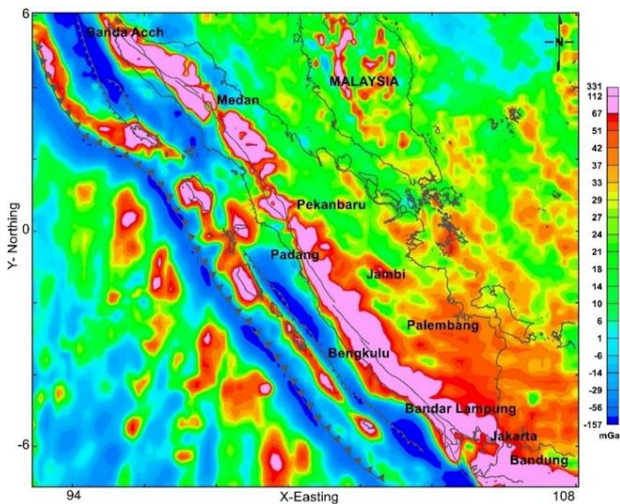 6
Banda Acch
N
MALAYSIA
Medan
Pekanbaru
0
Padang
Jambi
Palembang
Bengkulu
Bandar Lampung
Jakarta
Bandung
-6
94
X-Easting
108
Y- Northing
331
112
67
51
42
37
33
29
27
24
21
18
14
10
6
1
-6
-14
-29
-56
-157
mGa